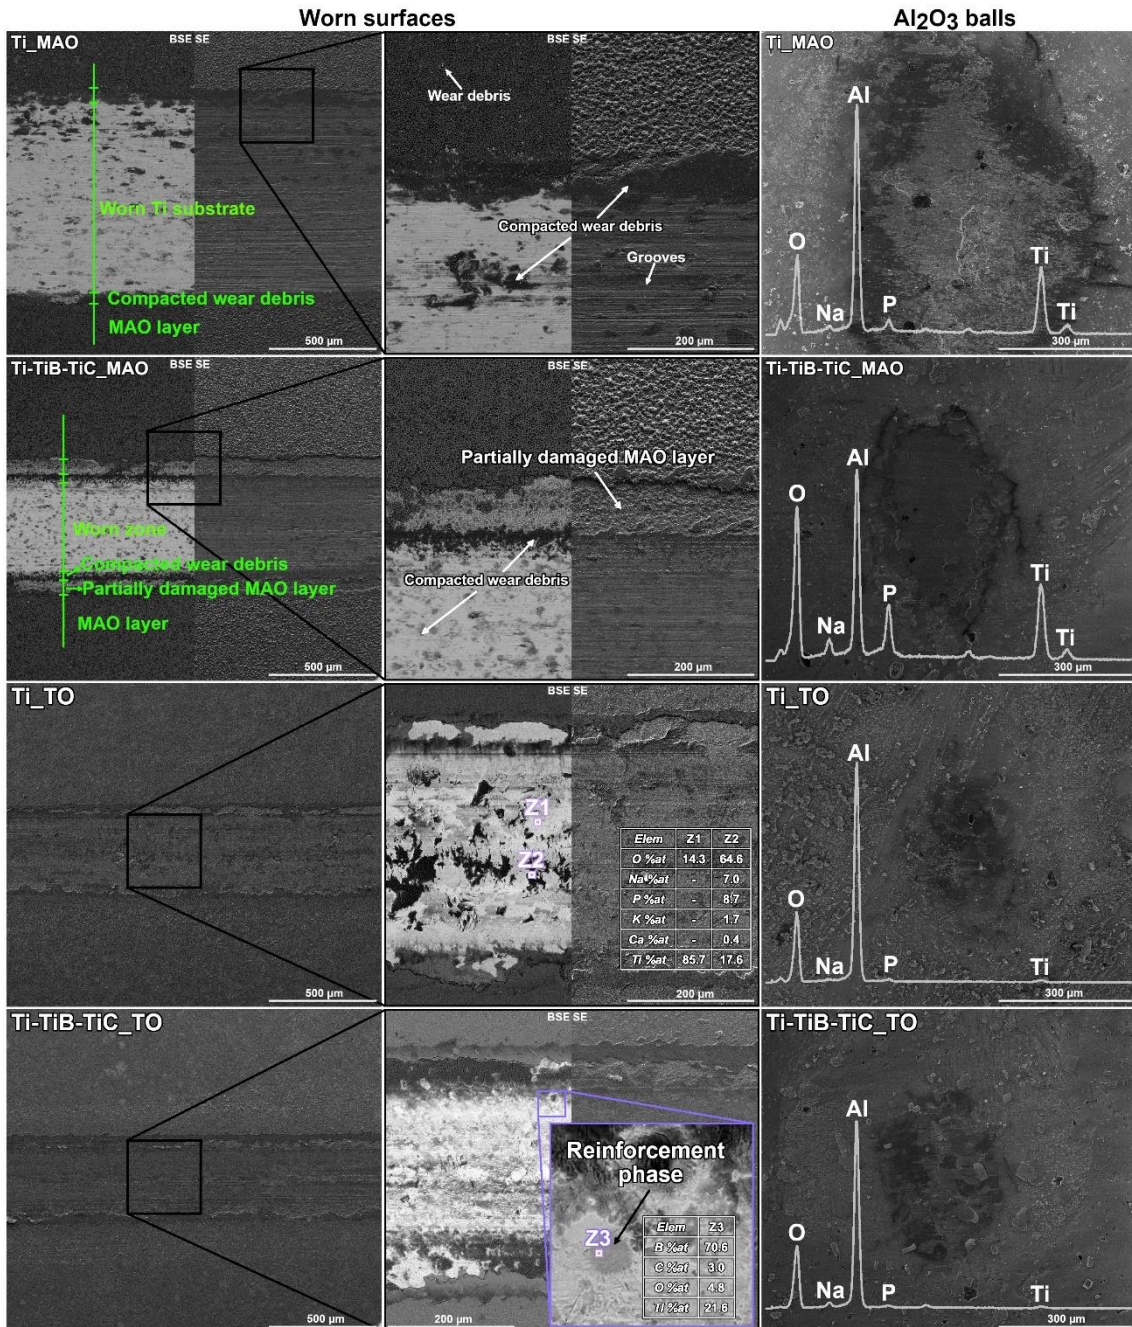 Worn surfaces
Al₂O₃ balls
Ti_MAO
BSE SE
Worn Ti substrate
Compacted wear debris
MAO layer
500 µm
BSE SE
Wear debris
Compacted wear debris
Grooves
200 µm
Ti_MAO
Al
O
Na
P
Ti
Ti
300 µm
Ti-TiB-TiC_MAO
BSE SE
Worn zone
Compacted wear debris
Partially damaged MAO layer
MAO layer
500 µm
BSE SE
Partially damaged MAO layer
Compacted wear debris
200 µm
Ti-TiB-TiC_MAO
Al
O
Na
P
Ti
Ti
300 µm
Ti_TO
500 µm
BSE SE
Z1
Z2
Elem Z1 Z2
O %at 14.3 64.6
Na %at - 7.0
P %at - 8.7
K %at - 1.7
Ca %at - 0.4
Ti %at 85.7 17.6
200 µm
Ti_TO
Al
O
Na
P
Ti
300 µm
Ti-TiB-TiC_TO
500 µm
BSE SE
Reinforcement
phase
Z3
Elem Z3
B %at 70.6
C %at 3.0
O %at 4.8
Ti %at 21.6
200 µm
Ti-TiB-TiC_TO
Al
O
Na
P
Ti
300 µm